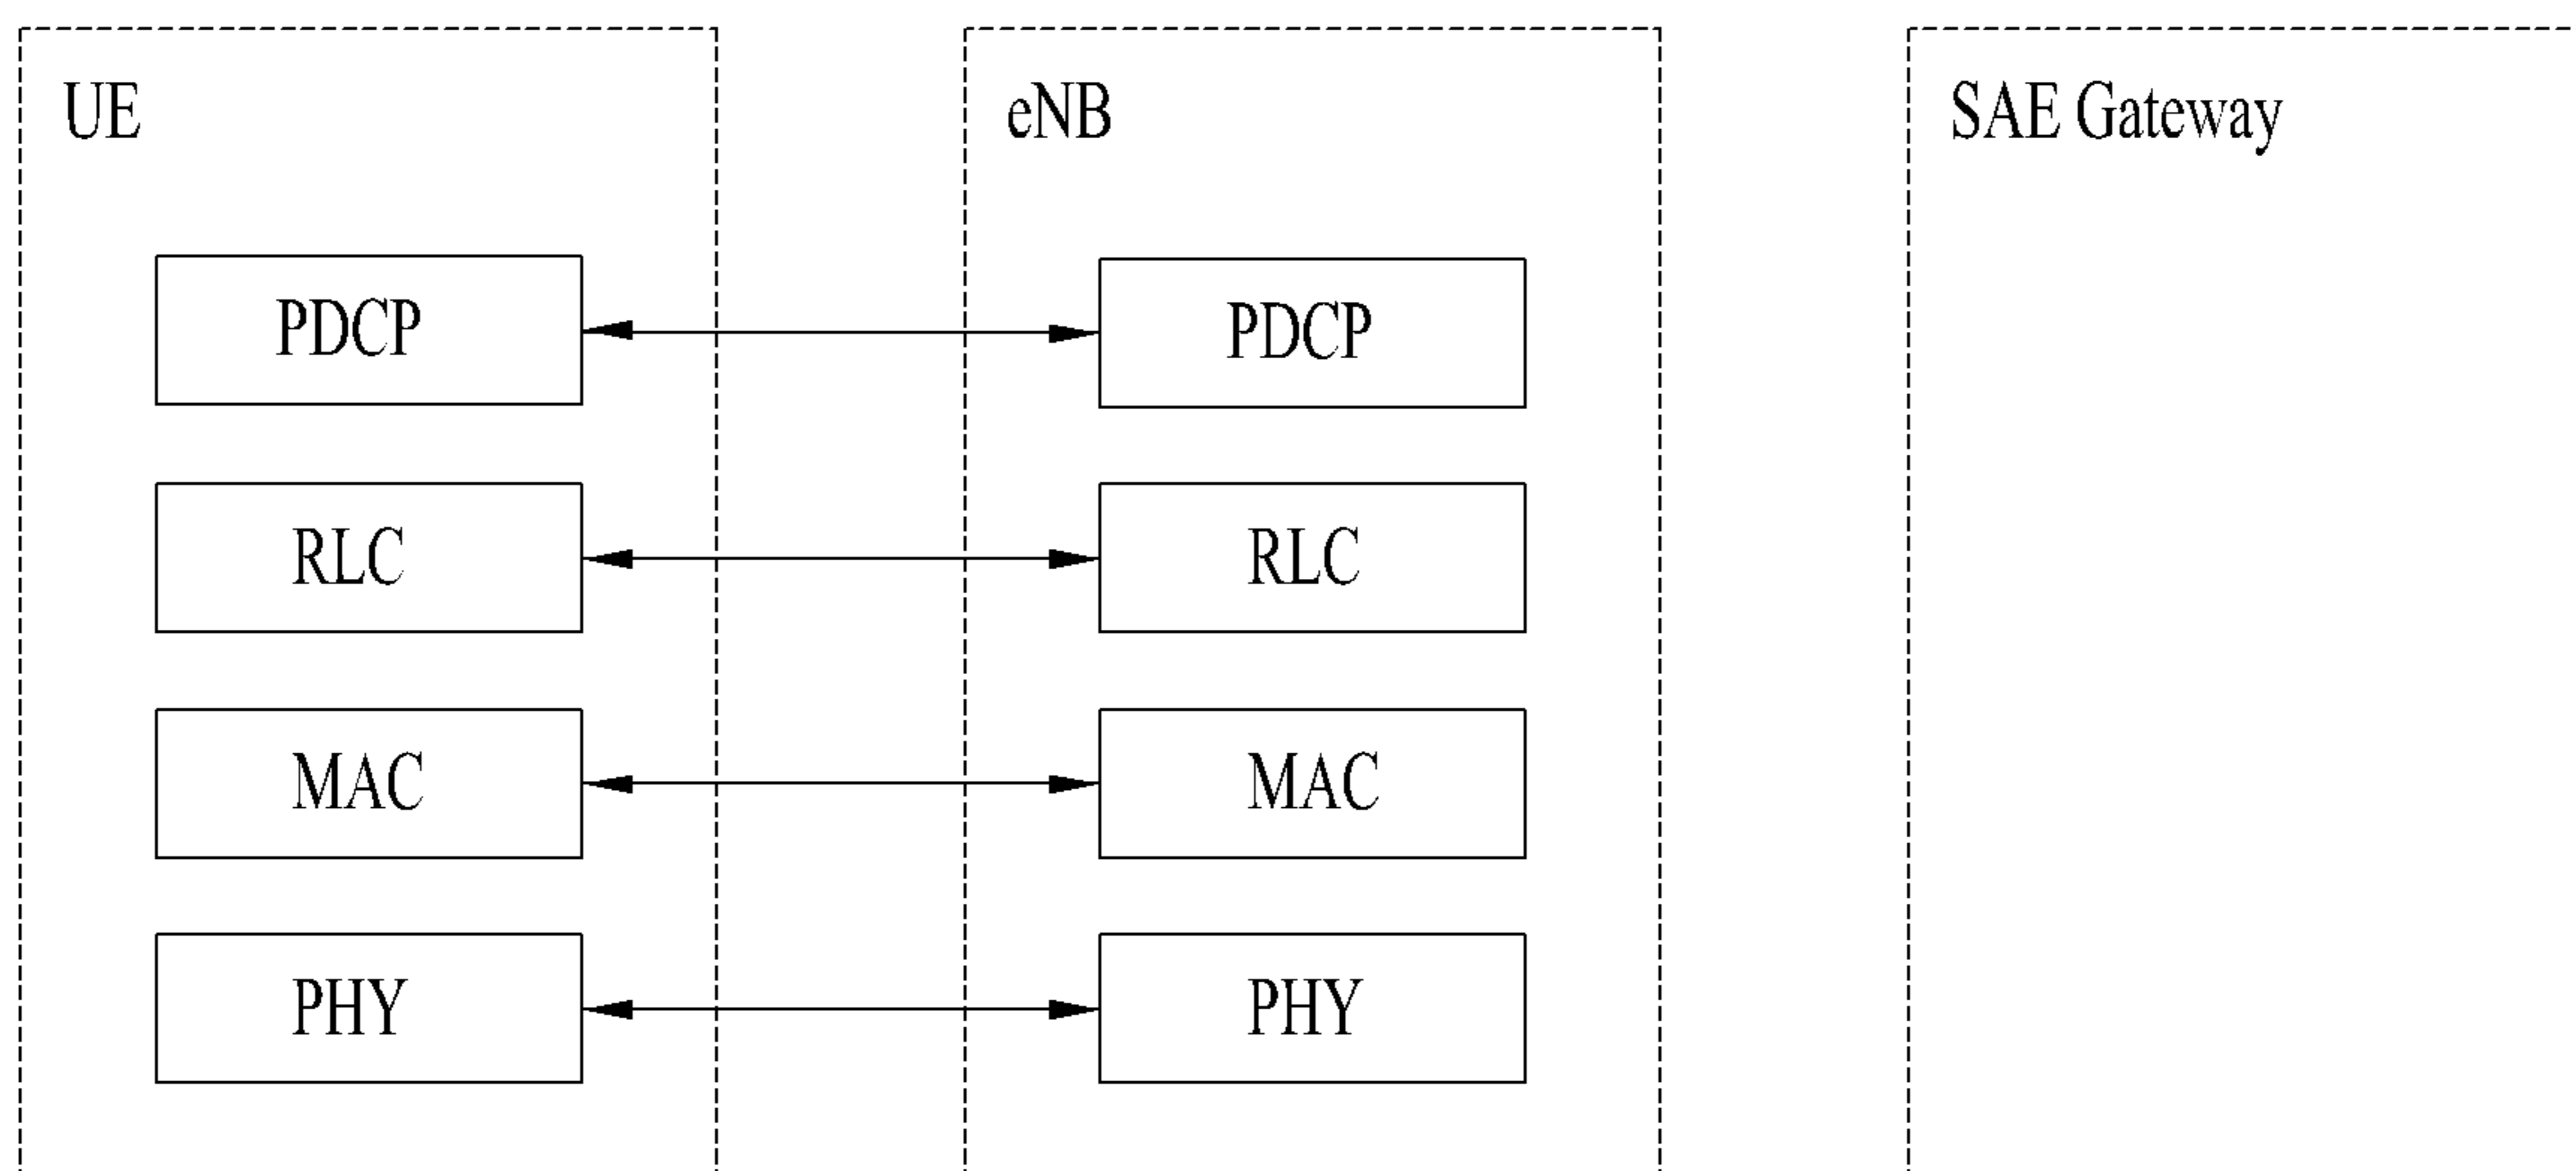 UE
eNB
SAE Gateway
PDCP
PDCP
RLC
RLC
MAC
MAC
PHY
PHY